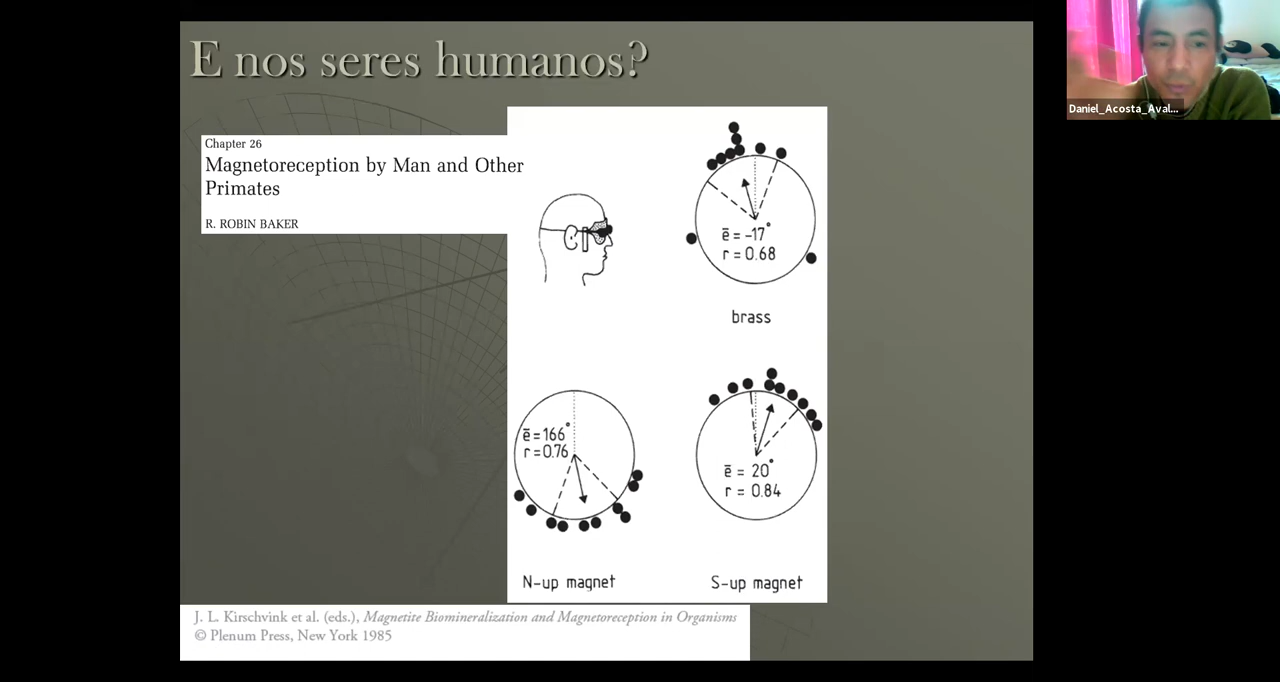 E nos seres humanos?
Chapter 26
Magnetoreception by Man and Other
Primates
R. ROBIN BAKER
ē = -17°
r = 0.68
brass
ē = 166°
r = 0.76
N-up magnet
ē = 20°
r = 0.84
S-up magnet
J. L. Kirschvink et al. (eds.), Magnetite Biomineralization and Magnetoreception in Organisms
© Plenum Press, New York 1985
Daniel_Acosta_Aval...